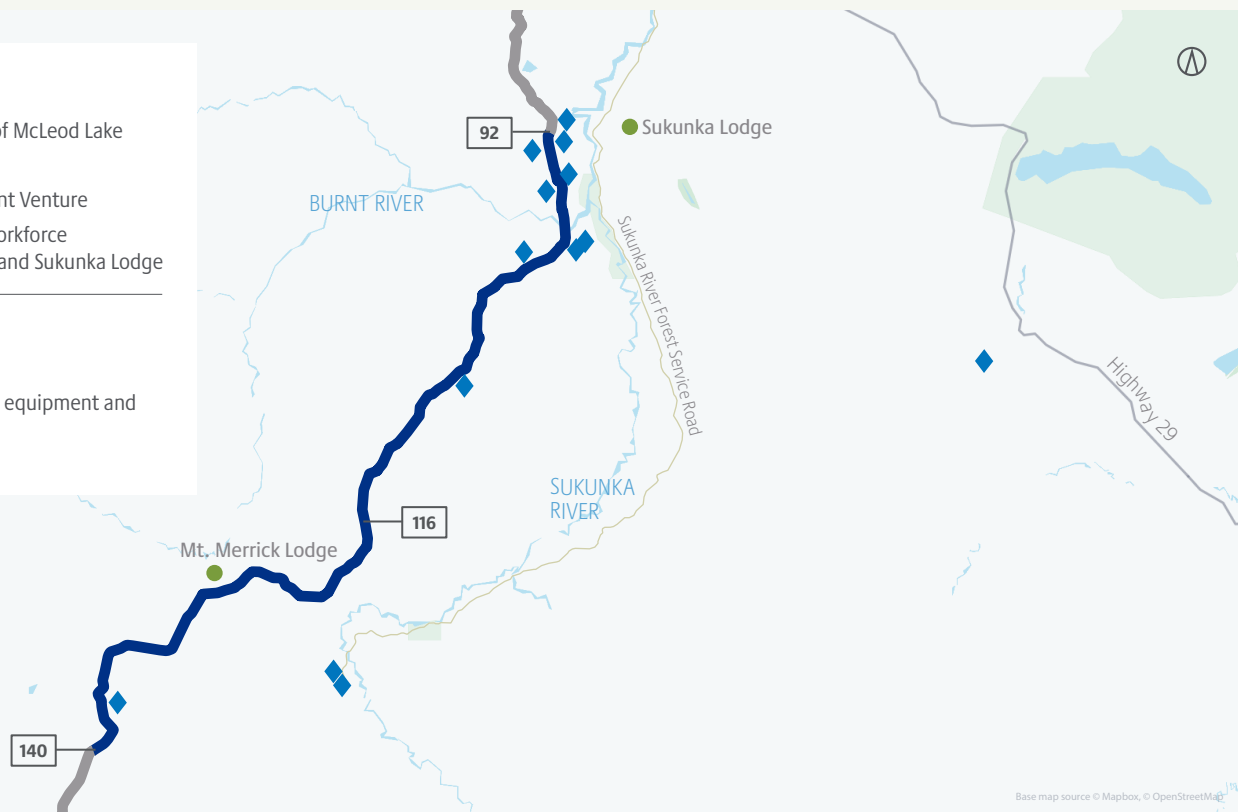 of McLeod Lake
nt Venture
orkforce
and Sukunka Lodge
equipment and
92
Sukunka Lodge
BURNT RIVER
Sukunka River Forest Service Road
Highway 29
SUKUNKA
RIVER
116
Mt. Merrick Lodge
140
Base map source © Mapbox, © OpenStreetMap